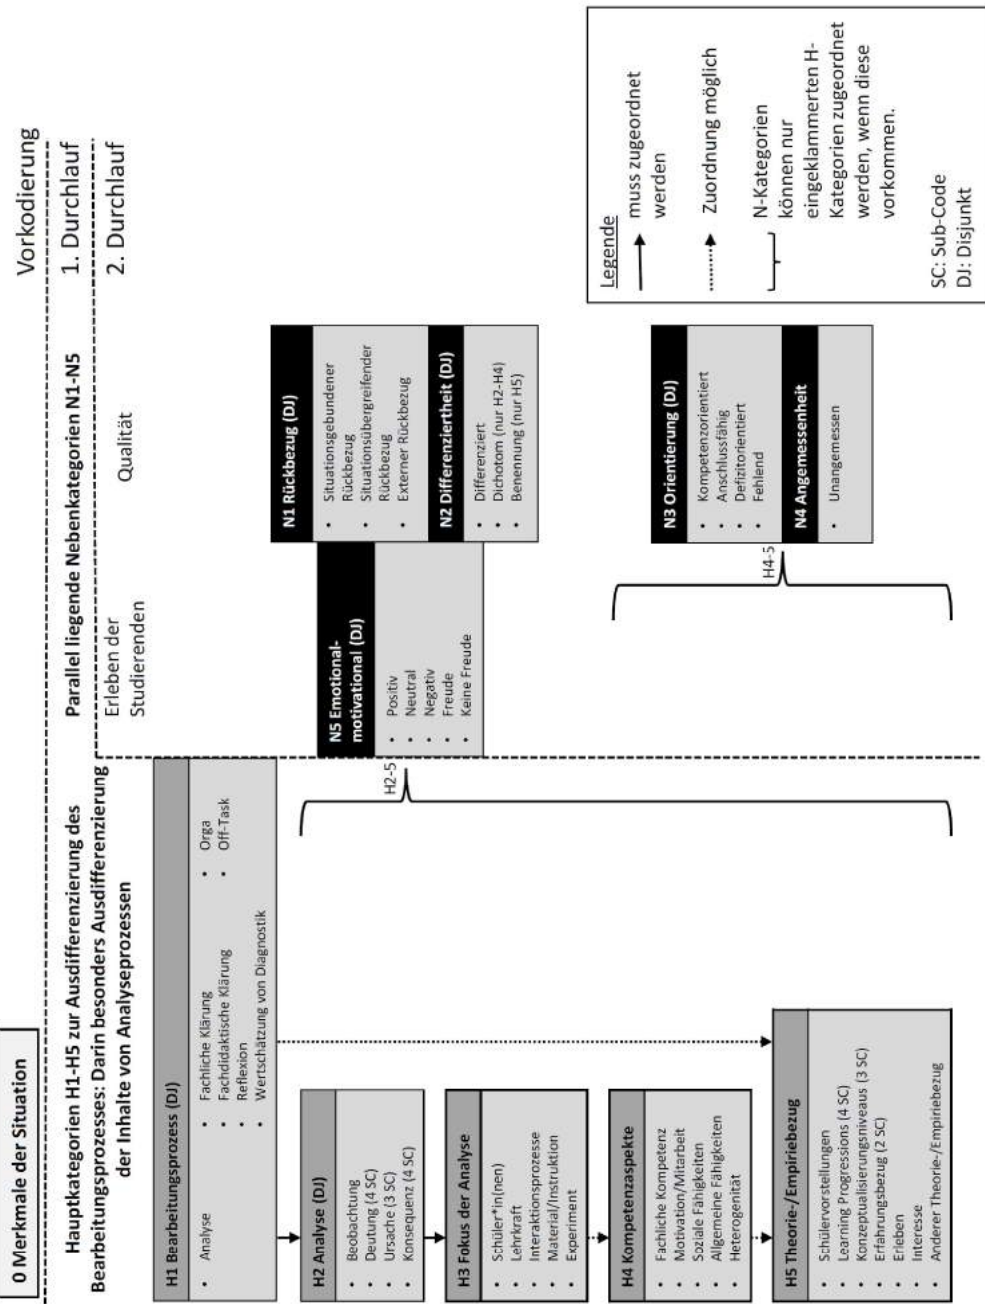 0 Merkmale der Situation
Vorkodierung
Hauptkategorien H1-H5 zur Ausdifferenzierung des
Bearbeitungsprozesses: Darin besonders Ausdifferenzierung
der Inhalte von Analyseprozessen
Parallel liegende Nebenkategorien N1-N5
1. Durchlauf
Erleben der
Studierenden
Qualität
2. Durchlauf
H1 Bearbeitungsprozess (DJ)
• Analyse
• Fachliche Klärung
• Fachdidaktische Klärung
• Reflexion
• Wertschätzung von Diagnostik
• Orga
• Off-Task
H2 Analyse (DJ)
• Beobachtung
• Deutung (4 SC)
• Ursache (3 SC)
• Konsequenz (4 SC)
H3 Fokus der Analyse
• Schüler*in(nen)
• Lehrkraft
• Interaktionsprozesse
• Material/Instruktion
• Experiment
H4 Kompetenzaspekte
• Fachliche Kompetenz
• Motivation/Mitarbeit
• Soziale Fähigkeiten
• Allgemeine Fähigkeiten
• Heterogenität
H5 Theorie-/Empiriebezug
• Schülervorstellungen
• Learning Progressions (4 SC)
• Konzeptualisierungsniveaus (3 SC)
• Erfahrungsbezug (2 SC)
• Erleben
• Interesse
• Anderer Theorie-/Empiriebezug
H2-5
N5 Emotional-
motivational (DJ)
• Positiv
• Neutral
• Negativ
• Freude
• Keine Freude
N1 Rückbezug (DJ)
• Situationsgebundener
Rückbezug
• Situationsübergreifender
Rückbezug
• Externer Rückbezug
N2 Differenziertheit (DJ)
• Differenziert
• Dichotom (nur H2-H4)
• Benennung (nur H5)
H4-5
N3 Orientierung (DJ)
• Kompetenzorientiert
• Anschlussfähig
• Defizitorientiert
• Fehlend
N4 Angemessenheit
• Unangemessen
Legende
muss zugeordnet
werden
Zuordnung möglich
N-Kategorien
können nur
eingeklammerten H-
Kategorien zugeordnet
werden, wenn diese
vorkommen.
SC: Sub-Code
DJ: Disjunkt